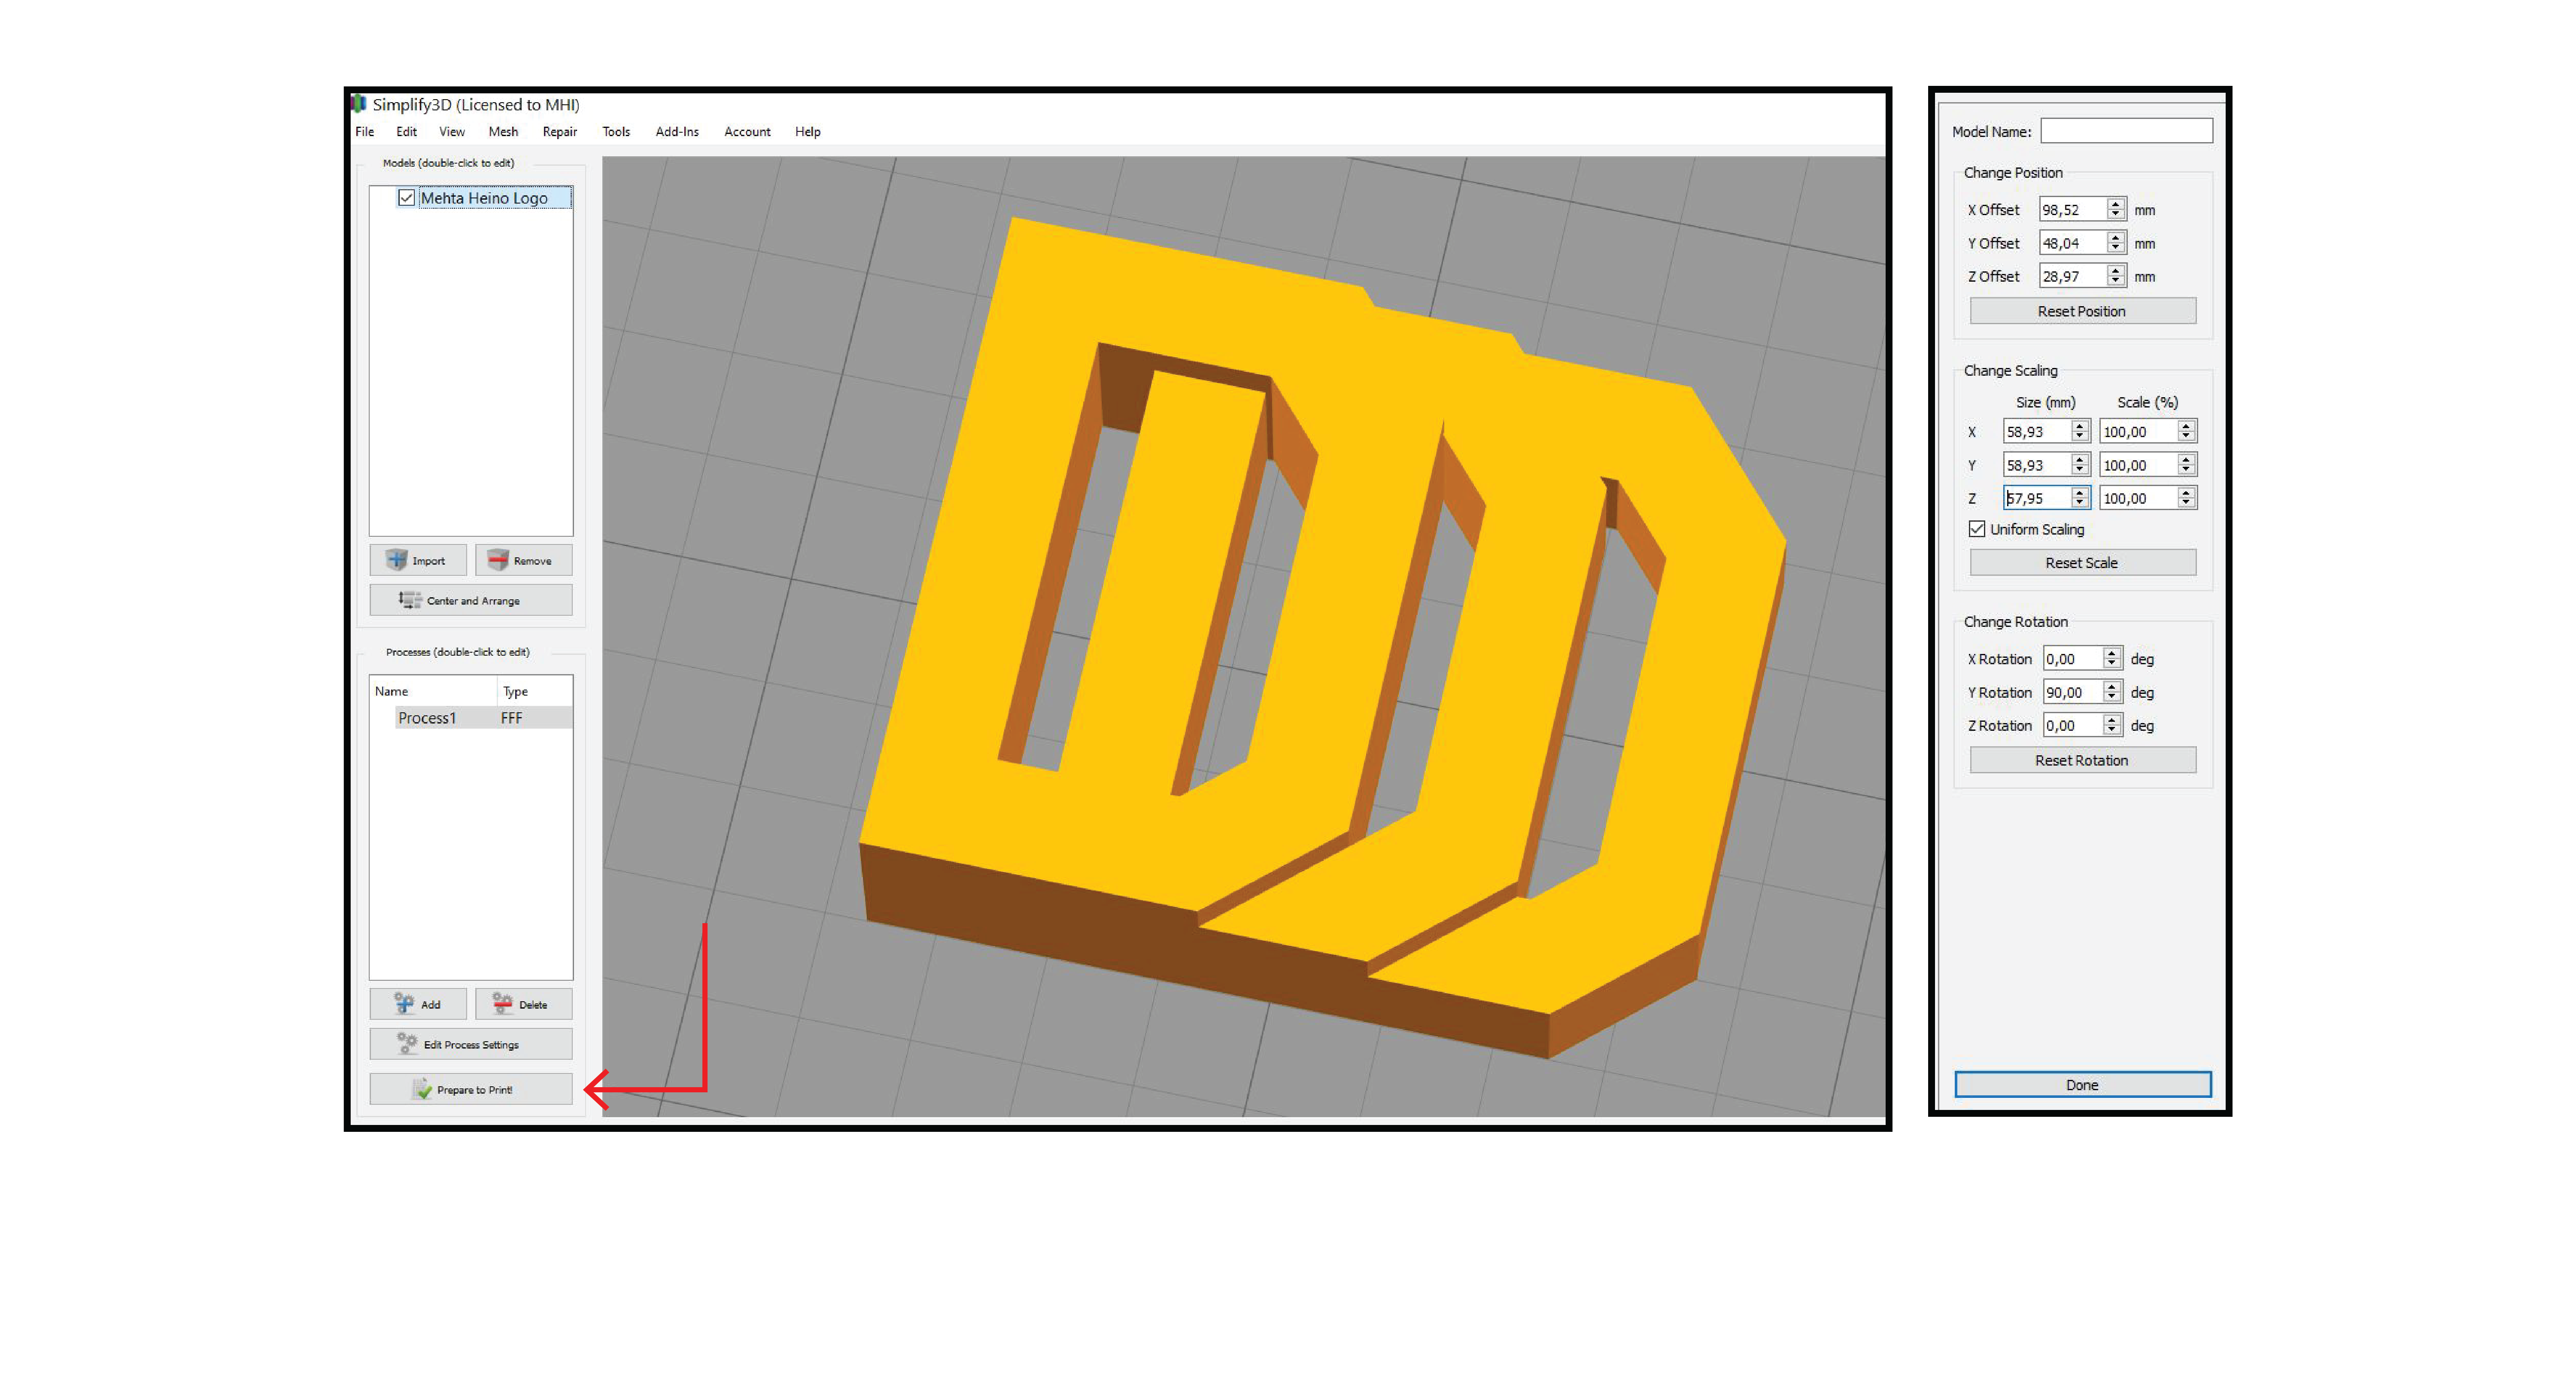 Simplify3D (Licensed to MHI)
File Edit View Mesh Repair Tools Add-Ins Account Help
Models (double-click to edit)
Mehta Heino Logo
Import Remove
Center and Arrange
Processes (double-click to edit)
Name Type
Process1 FFF
Add Delete
Edit Process Settings
Prepare to Print!
Model Name:
Change Position
X Offset 98,52 mm
Y Offset 48,04 mm
Z Offset 28,97 mm
Reset Position
Change Scaling
Size (mm) Scale (%)
X 58,93 100,00
Y 58,93 100,00
Z 57,95 100,00
Uniform Scaling
Reset Scale
Change Rotation
X Rotation 0,00 deg
Y Rotation 90,00 deg
Z Rotation 0,00 deg
Reset Rotation
Done